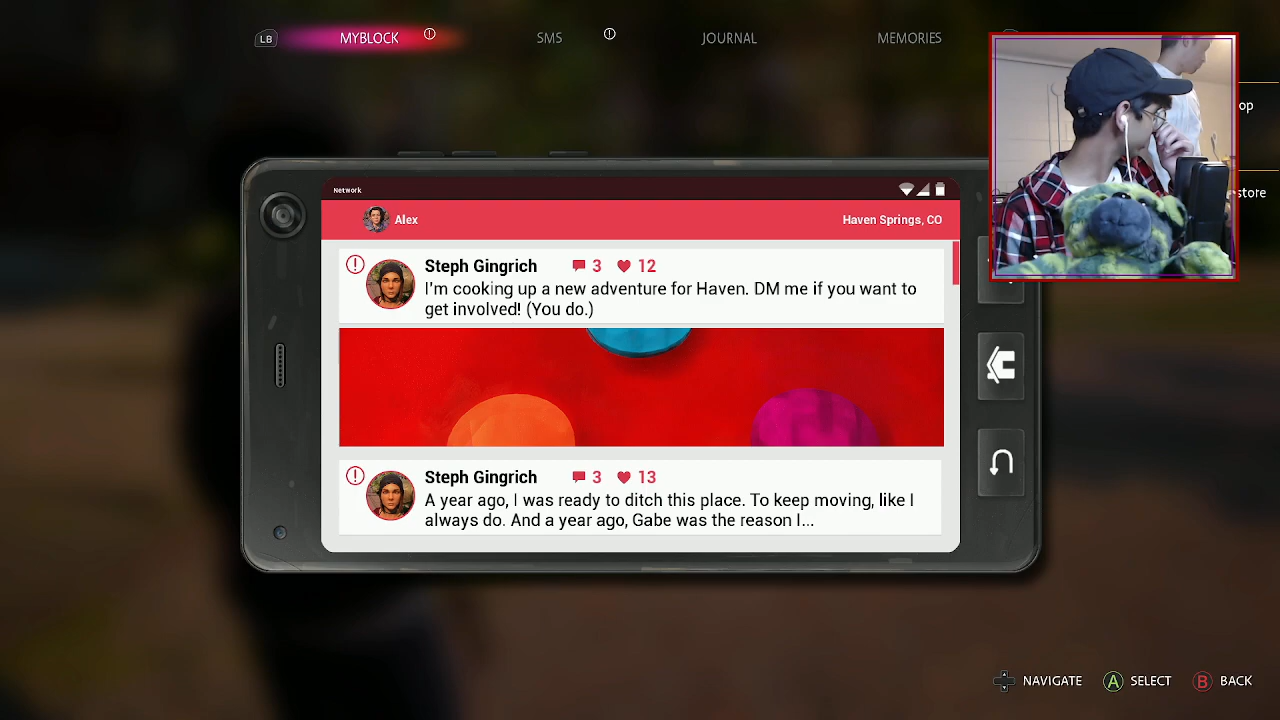 LB MYBLOCK SMS JOURNAL MEMORIES
op
store
Network
Alex Haven Springs, CO
Steph Gingrich 3 12
I'm cooking up a new adventure for Haven. DM me if you want to
get involved! (You do.)
Steph Gingrich 3 13
A year ago, I was ready to ditch this place. To keep moving, like I
always do. And a year ago, Gabe was the reason I...
NAVIGATE A SELECT B BACK